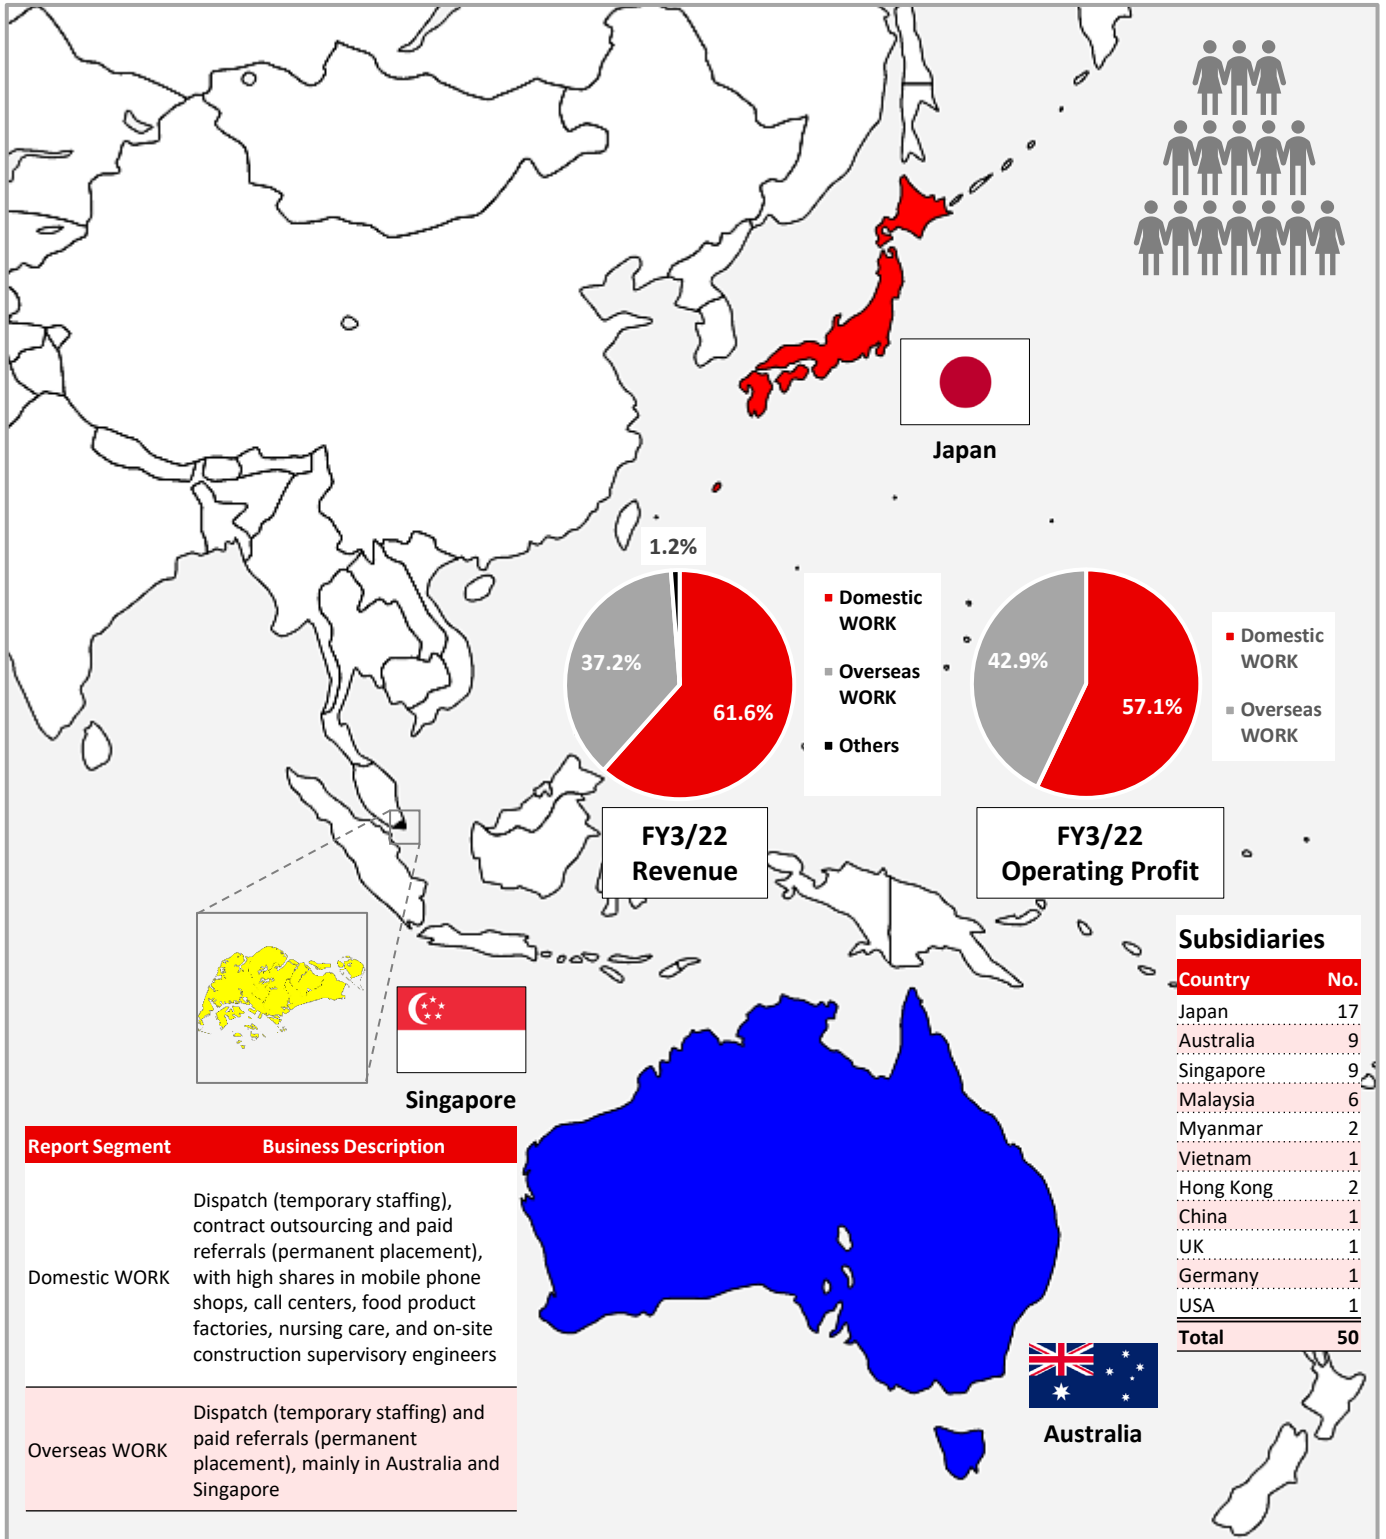 Japan
1.2%
37.2%
61.6%
Domestic
WORK
Overseas
WORK
Others
42.9%
57.1%
Domestic
WORK
Overseas
WORK
FY3/22
Revenue
FY3/22
Operating Profit
Singapore
Subsidiaries
Country No.
Japan 17
Australia 9
Singapore 9
Malaysia 6
Myanmar 2
Vietnam 1
Hong Kong 2
China 1
UK 1
Germany 1
USA 1
Total 50
Report Segment Business Description
Domestic WORK
Dispatch (temporary staffing),
contract outsourcing and paid
referrals (permanent placement),
with high shares in mobile phone
shops, call centers, food product
factories, nursing care, and on-site
construction supervisory engineers
Overseas WORK
Dispatch (temporary staffing) and
paid referrals (permanent
placement), mainly in Australia and
Singapore
Australia